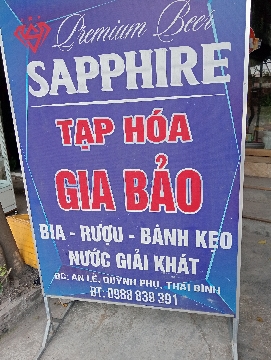 Premium Beer
SAPPHIRE
TẠP HÓA
GIA BẢO
BIA - RƯỢU - BÁNH KẸO
NƯỚC GIẢI KHÁT
ĐC: AN LỄ, QUỲNH PHỤ, THÁI BÌNH
ĐT: 0988 839 391